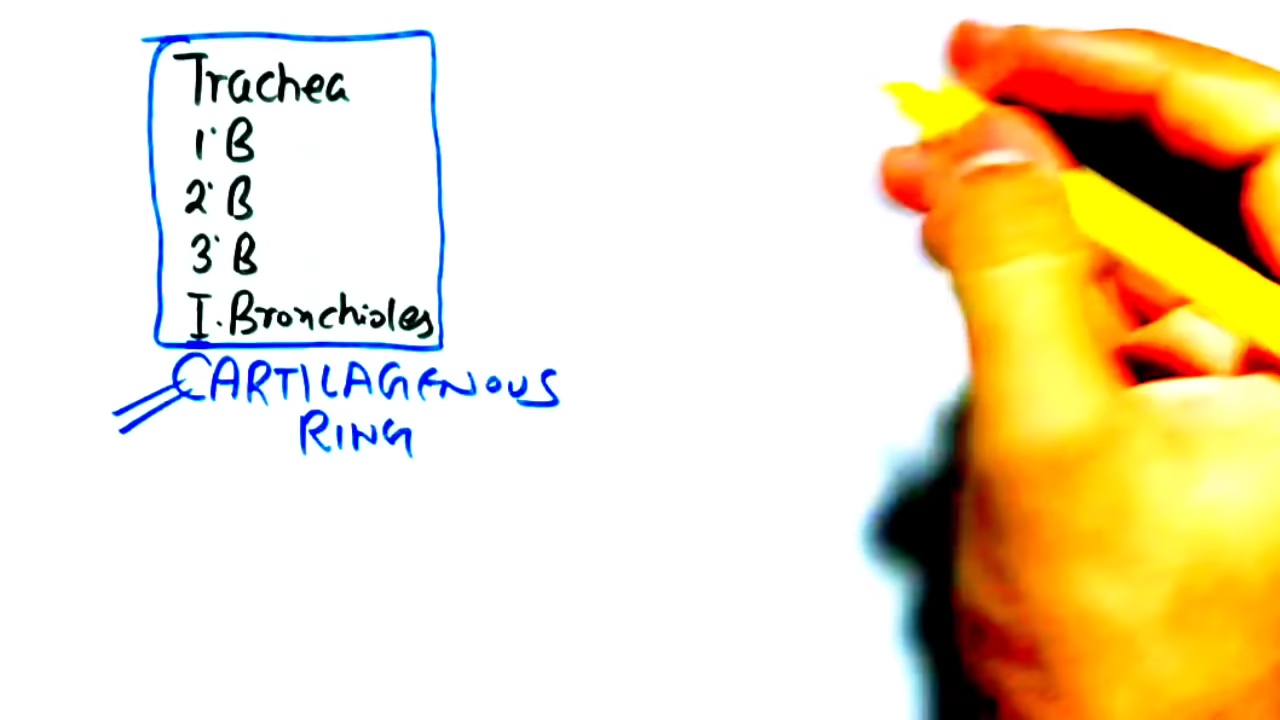 Trachea
1° B
2° B
3° B
I. Bronchioles
CARTILAGENOUS
RING